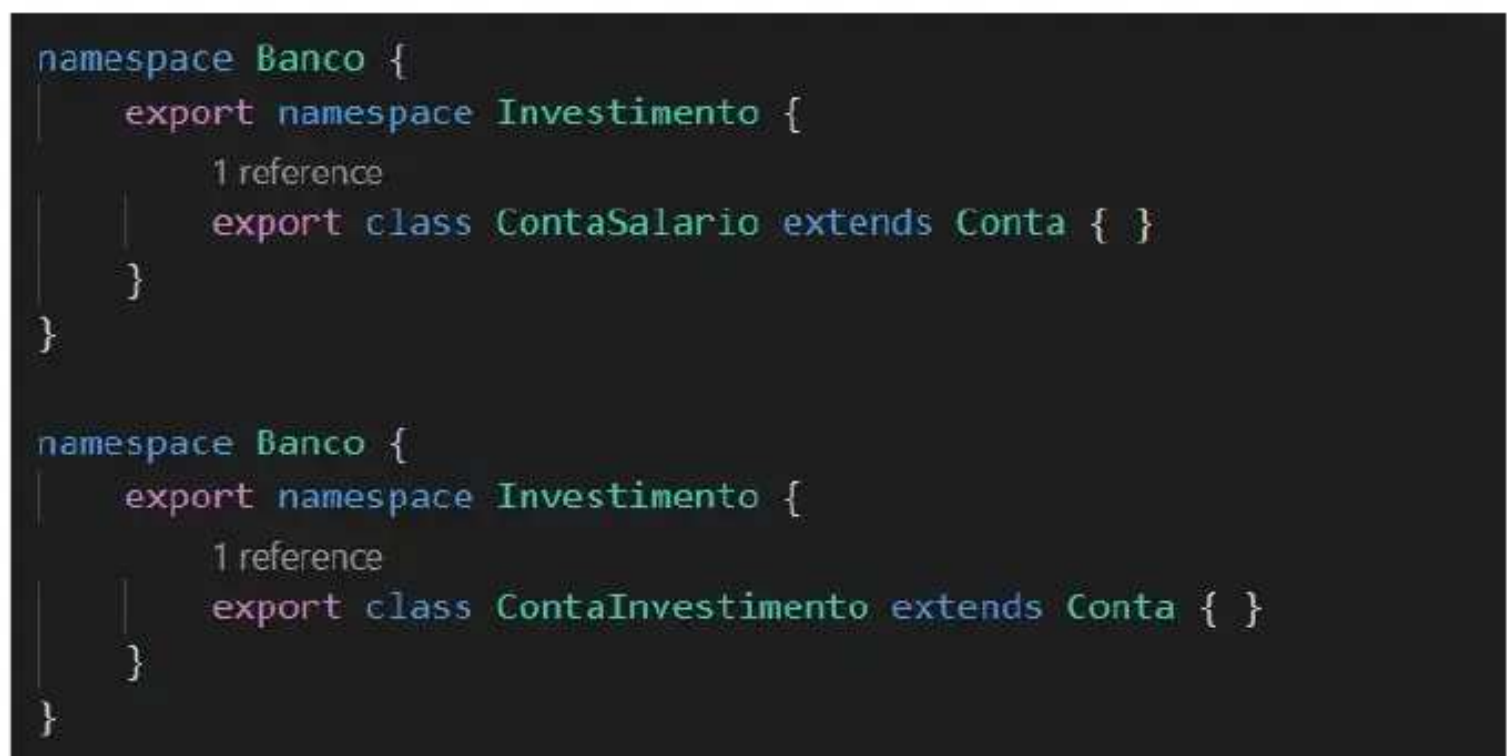 namespace Banco {
export namespace Investimento {
1 reference
export class ContaSalario extends Conta { }
}
}
namespace Banco {
export namespace Investimento {
1 reference
export class ContaInvestimento extends Conta { }
}
}